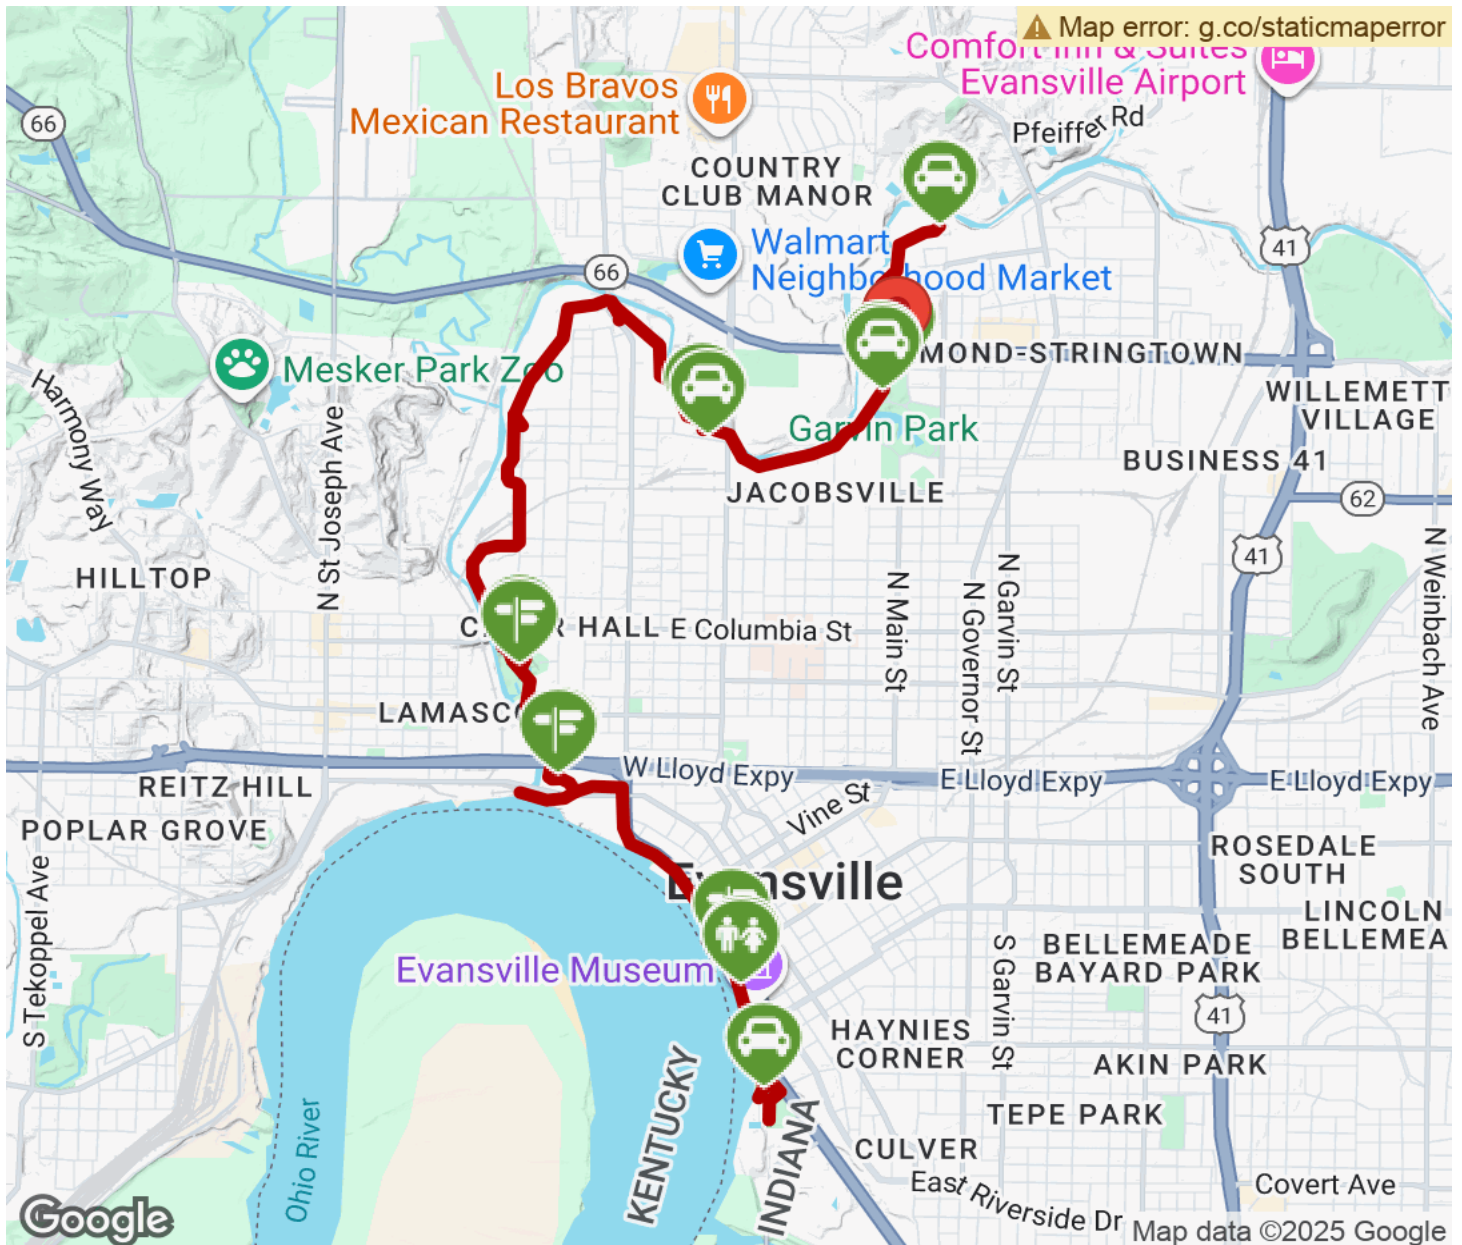 Map error: g.co/staticmaperror
Comfort Inn & Suites
Evansville Airport
Los Bravos
Mexican Restaurant
66
Pfeiffer Rd
COUNTRY
CLUB MANOR
41
Walmart
Neighborhood Market
66
MOND-STRINGTOWN
Mesker Park Zoo
WILLEMETT
VILLAGE
Harmony Way
N St Joseph Ave
Garvin Park
BUSINESS 41
JACOBSVILLE
62
41
N Weinbach Ave
HILLTOP
N Main St
N Governor St
N Garvin St
HALL
E Columbia St
LAMASCO
W Lloyd Expy
E Lloyd Expy
E Lloyd Expy
REITZ HILL
POPLAR GROVE
Vine St
ROSEDALE
SOUTH
S Tekoppel Ave
Evansville
LINCOLN
BELLEMEA
Evansville Museum
S Garvin St
BELLEMEADE
BAYARD PARK
41
HAYNIES
CORNER
AKIN PARK
KENTUCKY
INDIANA
TEPE PARK
Ohio River
CULVER
East Riverside Dr
Covert Ave
Google
Map data ©2025 Google